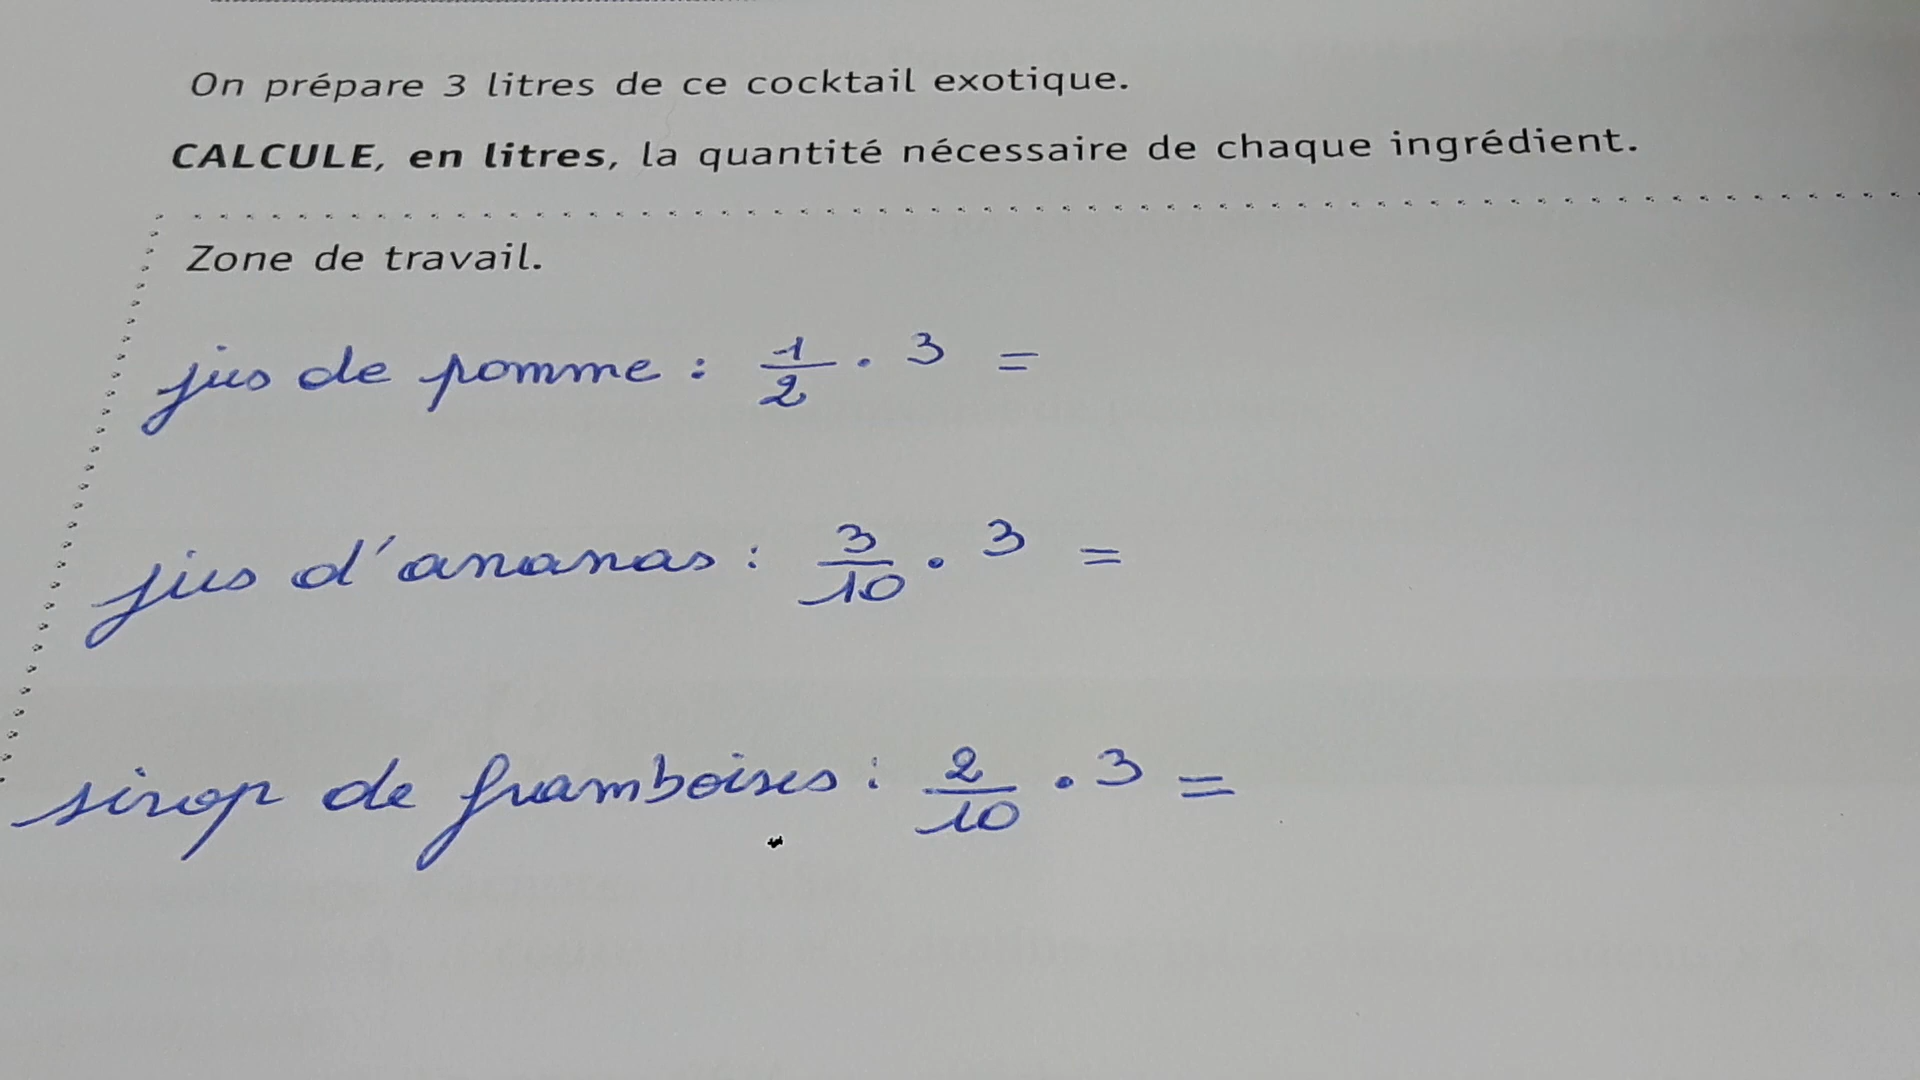 On prépare 3 litres de ce cocktail exotique.
CALCULE, en litres, la quantité nécessaire de chaque ingrédient.
Zone de travail.
jus de pomme : 1/2 . 3 =
jus d'ananas : 3/10 . 3 =
sirop de framboises : 2/10 . 3 =